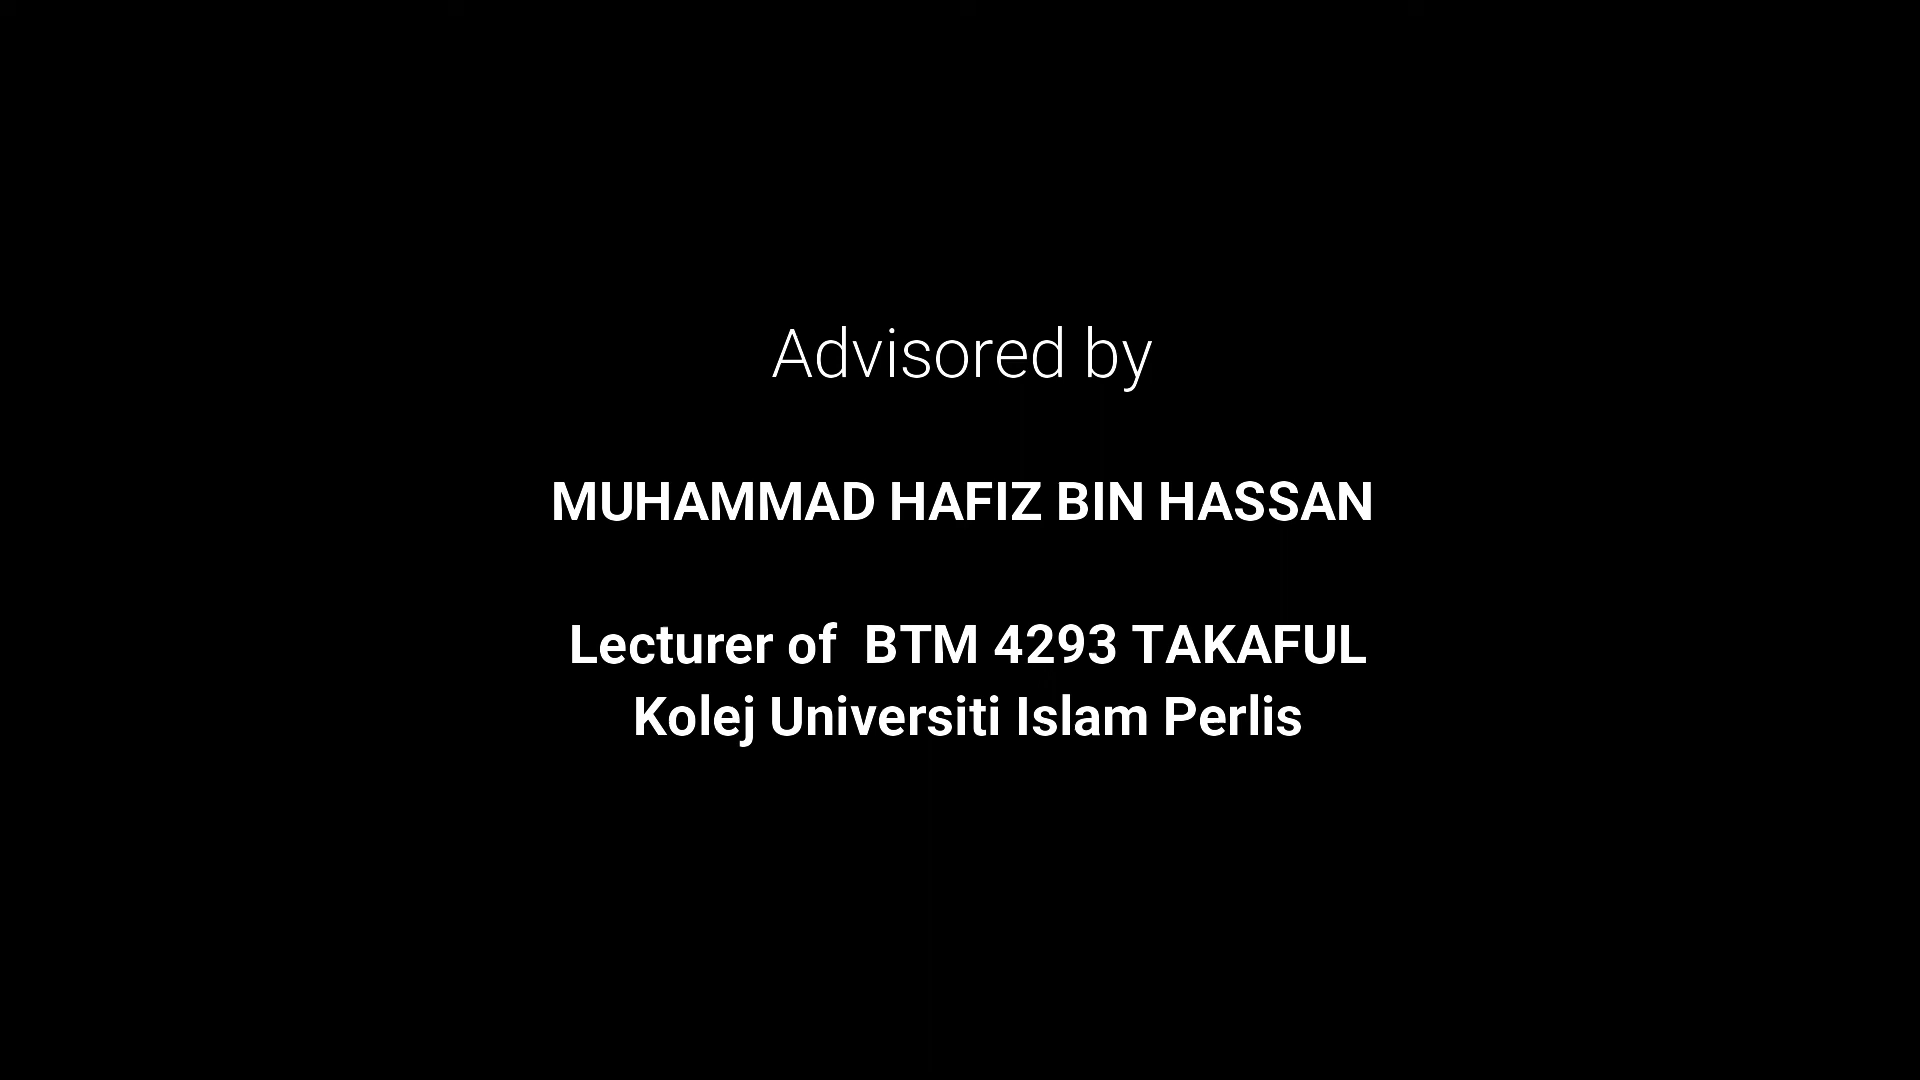 Advisored by
MUHAMMAD HAFIZ BIN HASSAN
Lecturer of  BTM 4293 TAKAFUL
Kolej Universiti Islam Perlis